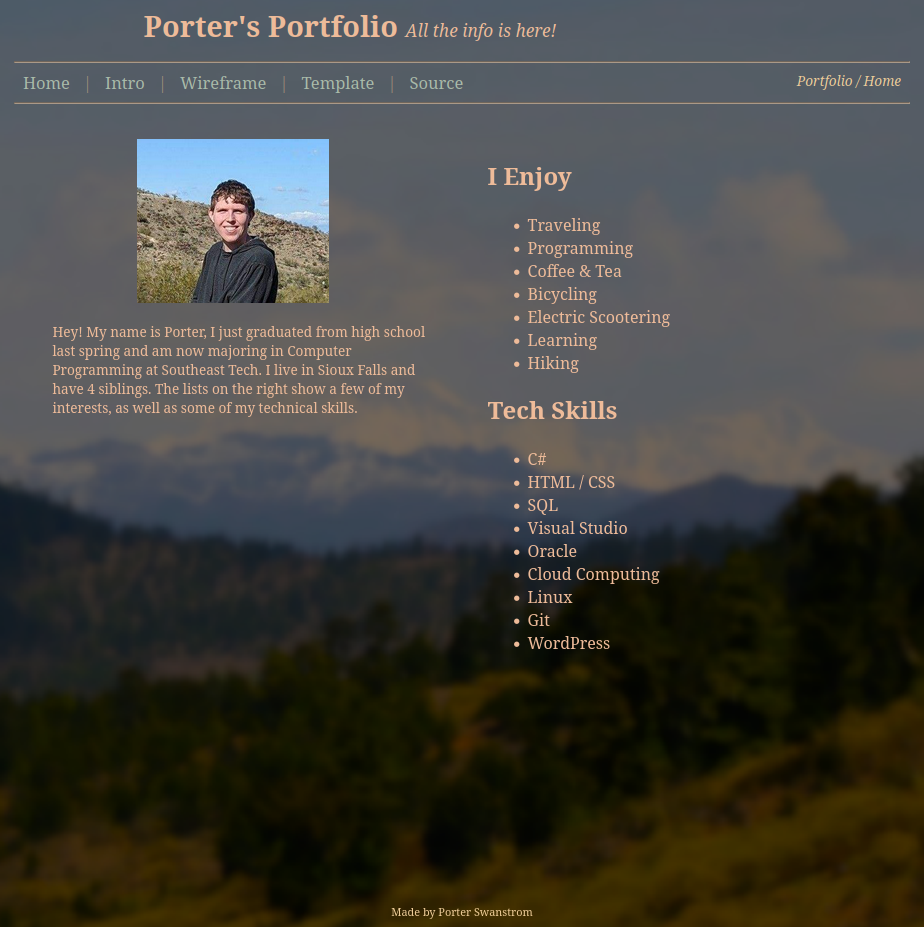 Porter's Portfolio All the info is here!
Home | Intro | Wireframe | Template | Source
Portfolio / Home
Hey! My name is Porter, I just graduated from high school
last spring and am now majoring in Computer
Programming at Southeast Tech. I live in Sioux Falls and
have 4 siblings. The lists on the right show a few of my
interests, as well as some of my technical skills.
I Enjoy
• Traveling
• Programming
• Coffee & Tea
• Bicycling
• Electric Scootering
• Learning
• Hiking
Tech Skills
• C#
• HTML / CSS
• SQL
• Visual Studio
• Oracle
• Cloud Computing
• Linux
• Git
• WordPress
Made by Porter Swanstrom